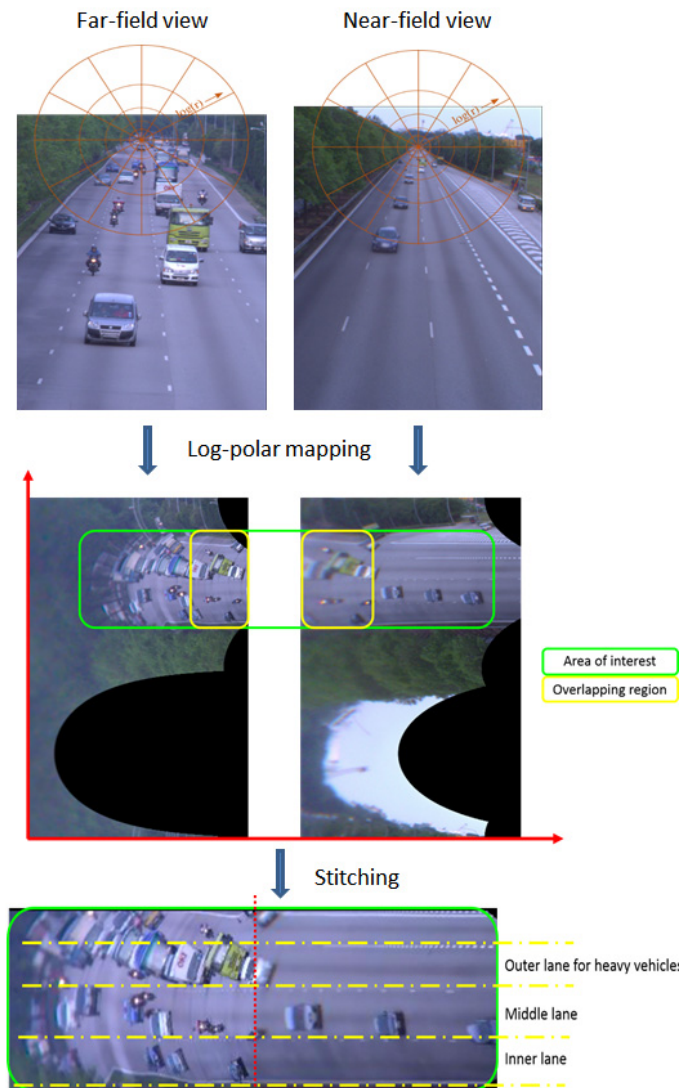 Far-field view
Near-field view
log(r)
log(r)
Log-polar mapping
Area of interest
Overlapping region
Stitching
Outer lane for heavy vehicles
Middle lane
Inner lane